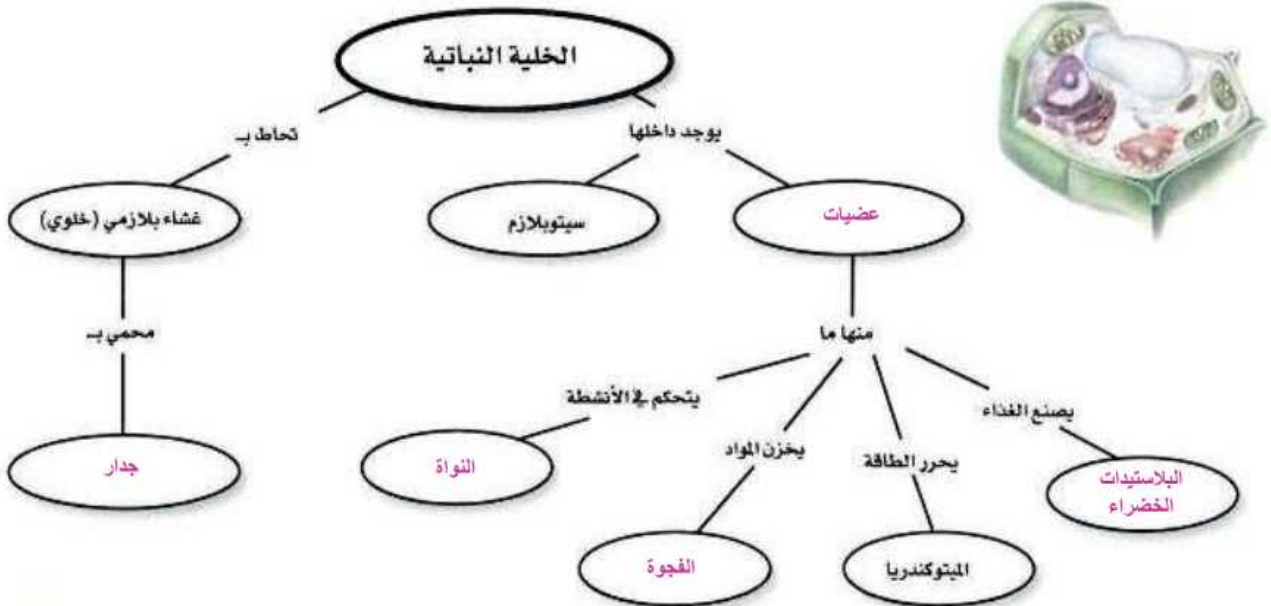 الخلية النباتية
يوجد داخلها
تحاط بـ
عضيات
سيتوبلازم
غشاء بلازمي (خلوي)
منها ما
محمي بـ
يصنع الغذاء
يحرر الطاقة
يخزن المواد
يتحكم في الأنشطة
البلاستيدات
الخضراء
الميتوكندريا
الفجوة
النواة
جدار